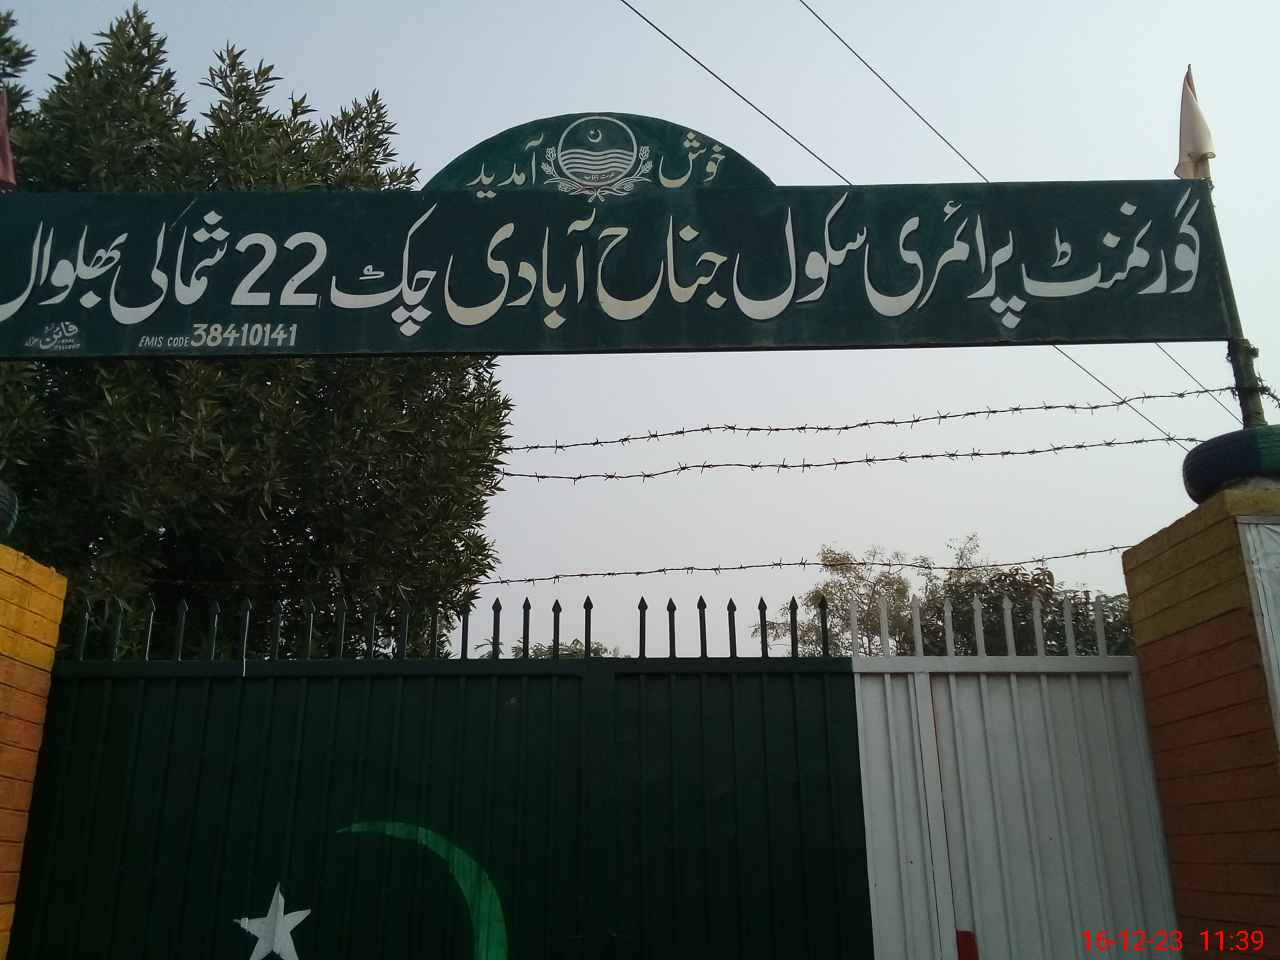 خوش آمدید
گورنمنٹ پرائمری سکول جناح آبادی چک 22 شمالی بھلوال
EMIS CODE 38410141
16-12-23 11:39